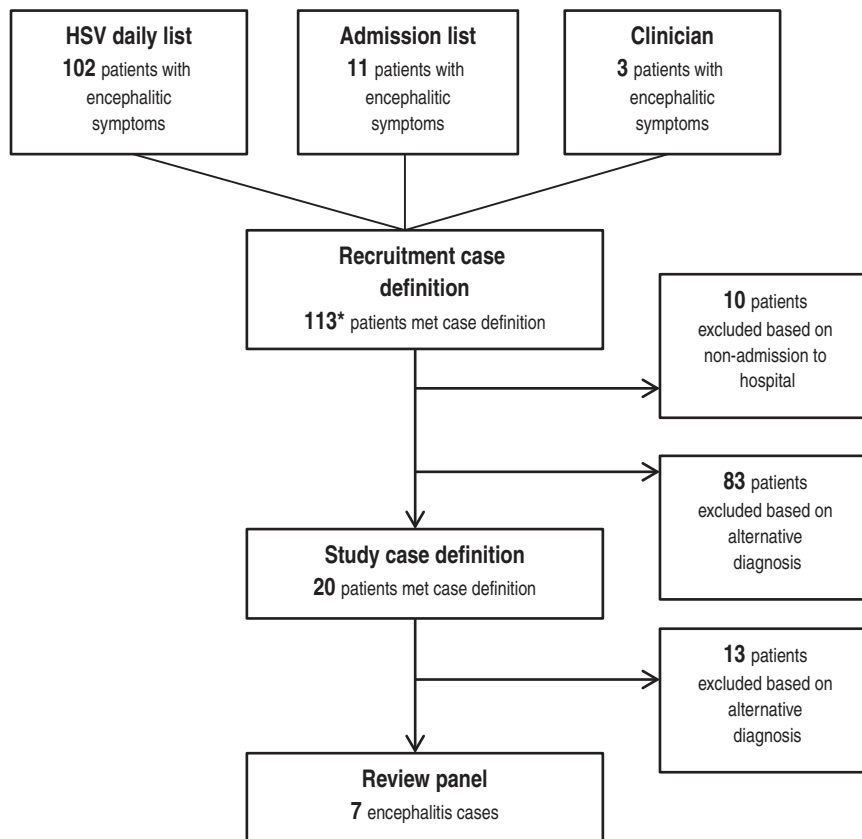 HSV daily list
102 patients with
encephalitic
symptoms
Admission list
11 patients with
encephalitic
symptoms
Clinician
3 patients with
encephalitic
symptoms
Recruitment case
definition
113* patients met case definition
10 patients
excluded based on
non-admission to
hospital
83 patients
excluded based on
alternative
diagnosis
Study case definition
20 patients met case definition
13 patients
excluded based on
alternative
diagnosis
Review panel
7 encephalitis cases